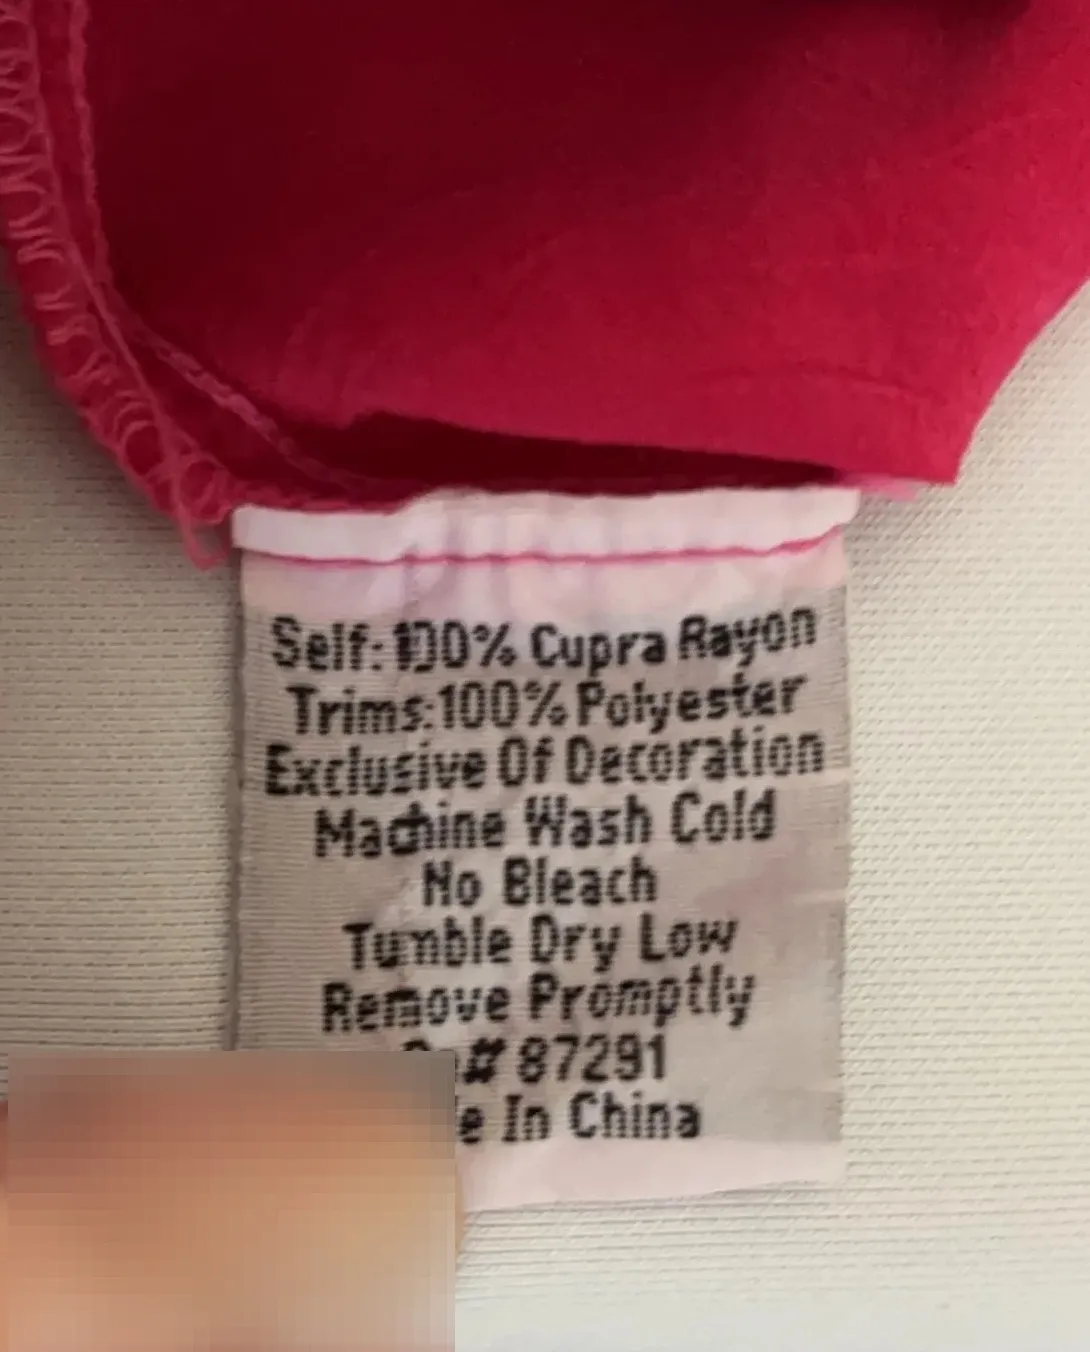 Self: 100% Cupra Rayon
Trims:100% Polyester
Exclusive Of Decoration
Machine Wash Cold
No Bleach
Tumble Dry Low
Remove Promptly
# 87291
In China